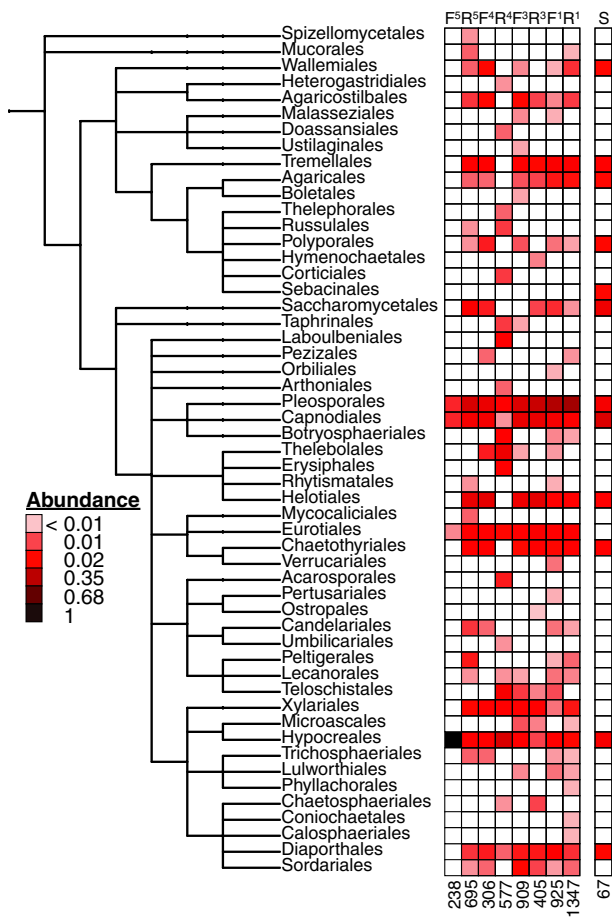 F5R5F4R4F3R3F1R1 S
Spizellomycetales
Mucorales
Wallemiales
Heterogastridiales
Agaricostilbales
Malasseziales
Doassansiales
Ustilaginales
Tremellales
Agaricales
Boletales
Thelephorales
Russulales
Polyporales
Hymenochaetales
Corticiales
Sebacinales
Saccharomycetales
Taphrinales
Laboulbeniales
Pezizales
Orbiliales
Arthoniales
Pleosporales
Capnodiales
Botryosphaeriales
Thelebolales
Erysiphales
Rhytismatales
Helotiales
Mycocaliciales
Eurotiales
Chaetothyriales
Verrucariales
Acarosporales
Pertusariales
Ostropales
Candelariales
Umbilicariales
Peltigerales
Lecanorales
Teloschistales
Xylariales
Microascales
Hypocreales
Trichosphaeriales
Lulworthiales
Phyllachorales
Chaetosphaeriales
Coniochaetales
Calosphaeriales
Diaporthales
Sordariales
Abundance
< 0.01
0.01
0.02
0.35
0.68
1
238 695 306 577 909 405 925 1347 67